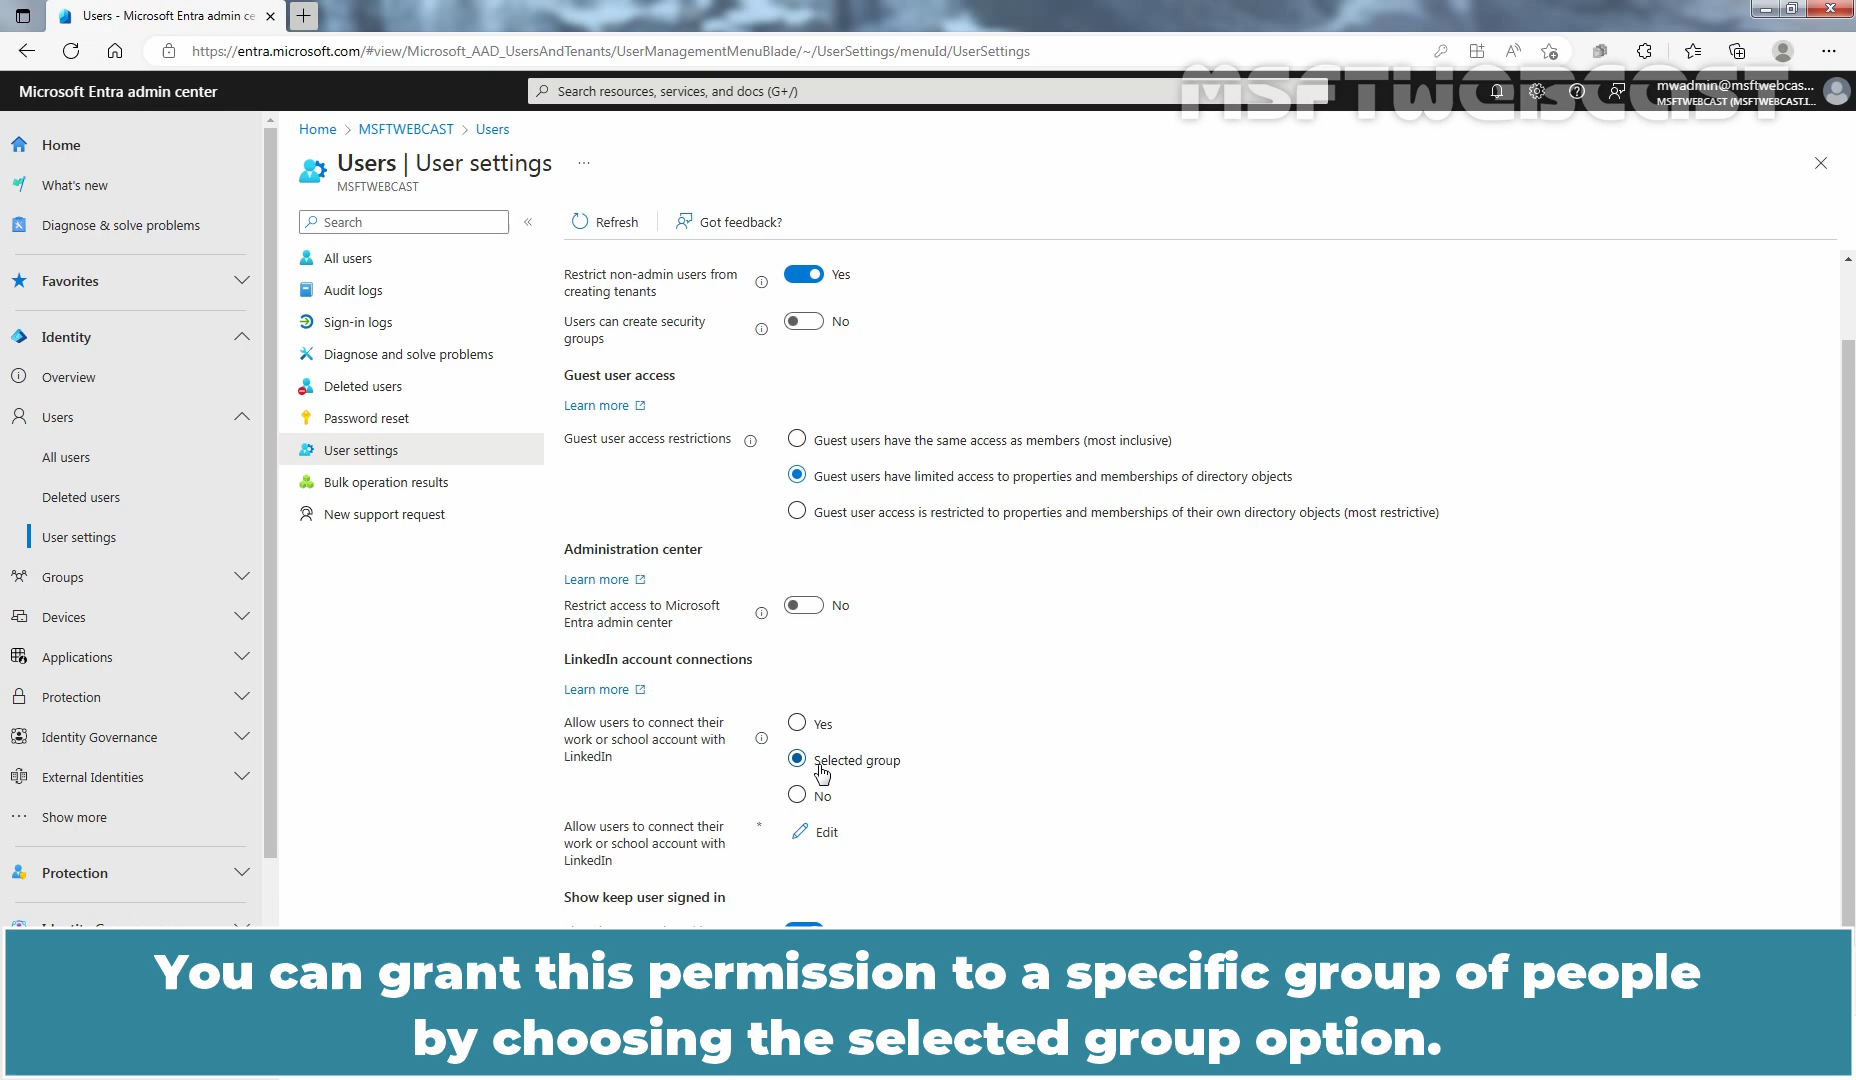 Users - Microsoft Entra admin ce
https://entra.microsoft.com/#view/Microsoft_AAD_UsersAndTenants/UserManagementMenuBlade/~/UserSettings/menuId/UserSettings
MSFTWEBCAST
Microsoft Entra admin center
Search resources, services, and docs (G+/)
mwadmin@msftwebcas...
MSFTWEBCAST (MSFTWEBCAST.I...
Home
What's new
Diagnose & solve problems
Favorites
Identity
Overview
Users
All users
Deleted users
User settings
Groups
Devices
Applications
Protection
Identity Governance
External Identities
Show more
Protection
Home > MSFTWEBCAST > Users
Users | User settings
MSFTWEBCAST
Search
All users
Audit logs
Sign-in logs
Diagnose and solve problems
Deleted users
Password reset
User settings
Bulk operation results
New support request
Refresh
Got feedback?
Restrict non-admin users from
creating tenants
Yes
Users can create security
groups
No
Guest user access
Learn more
Guest user access restrictions
Guest users have the same access as members (most inclusive)
Guest users have limited access to properties and memberships of directory objects
Guest user access is restricted to properties and memberships of their own directory objects (most restrictive)
Administration center
Learn more
Restrict access to Microsoft
Entra admin center
No
LinkedIn account connections
Learn more
Allow users to connect their
work or school account with
LinkedIn
Yes
Selected group
No
Allow users to connect their
work or school account with
LinkedIn
*
Edit
Show keep user signed in
You can grant this permission to a specific group of people
by choosing the selected group option.